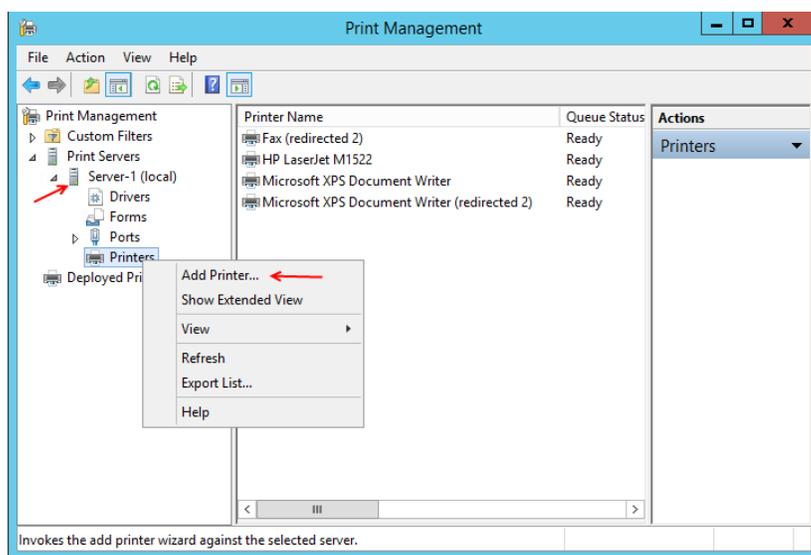 Print Management
File Action View Help
Print Management
Custom Filters
Print Servers
Server-1 (local)
Drivers
Forms
Ports
Printers
Deployed Pri
Printer Name Queue Status
Fax (redirected 2) Ready
HP LaserJet M1522 Ready
Microsoft XPS Document Writer Ready
Microsoft XPS Document Writer (redirected 2) Ready
Actions
Printers
Add Printer...
Show Extended View
View
Refresh
Export List...
Help
Invokes the add printer wizard against the selected server.